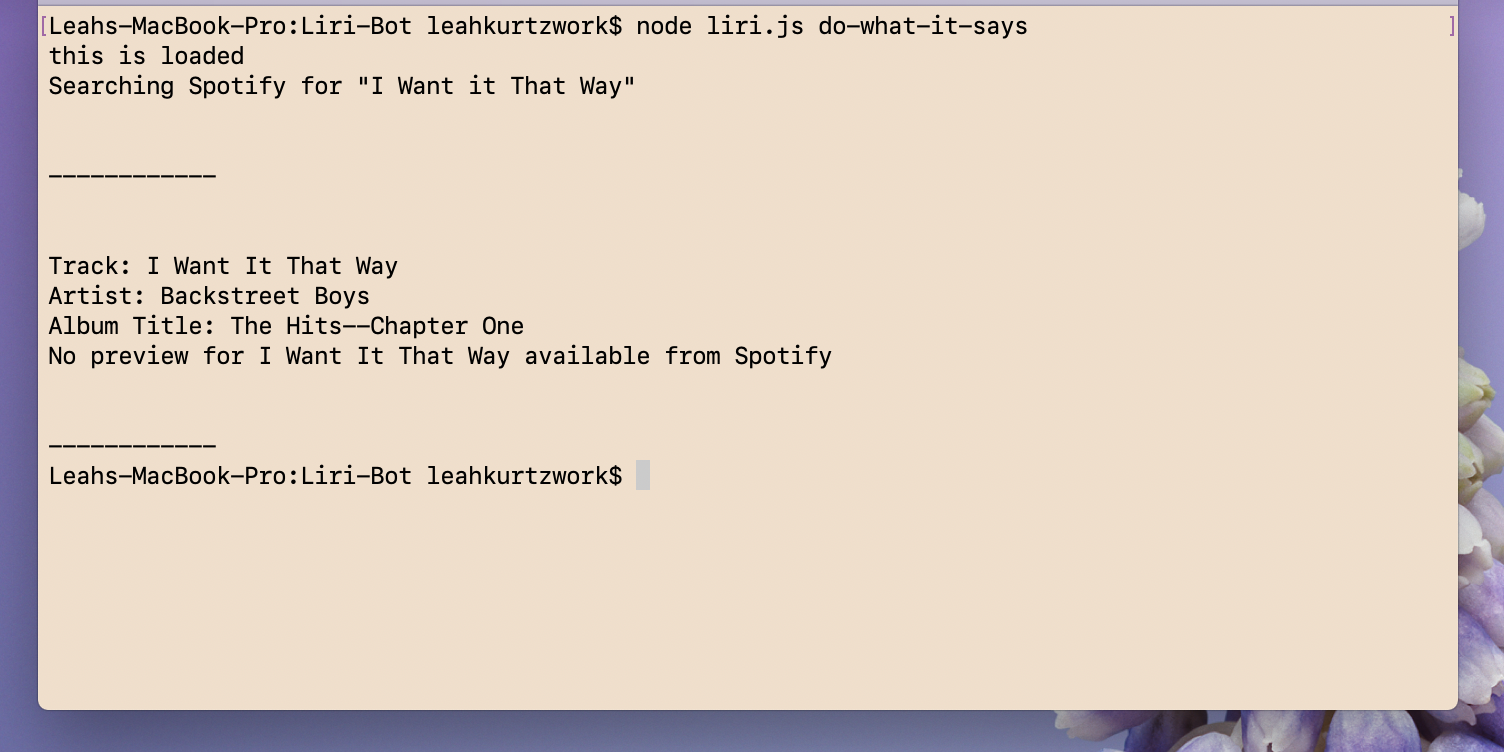 [Leahs-MacBook-Pro:Liri-Bot leahkurtzwork$ node liri.js do-what-it-says ]
this is loaded
Searching Spotify for "I Want it That Way"
------------
Track: I Want It That Way
Artist: Backstreet Boys
Album Title: The Hits--Chapter One
No preview for I Want It That Way available from Spotify
------------
Leahs-MacBook-Pro:Liri-Bot leahkurtzwork$